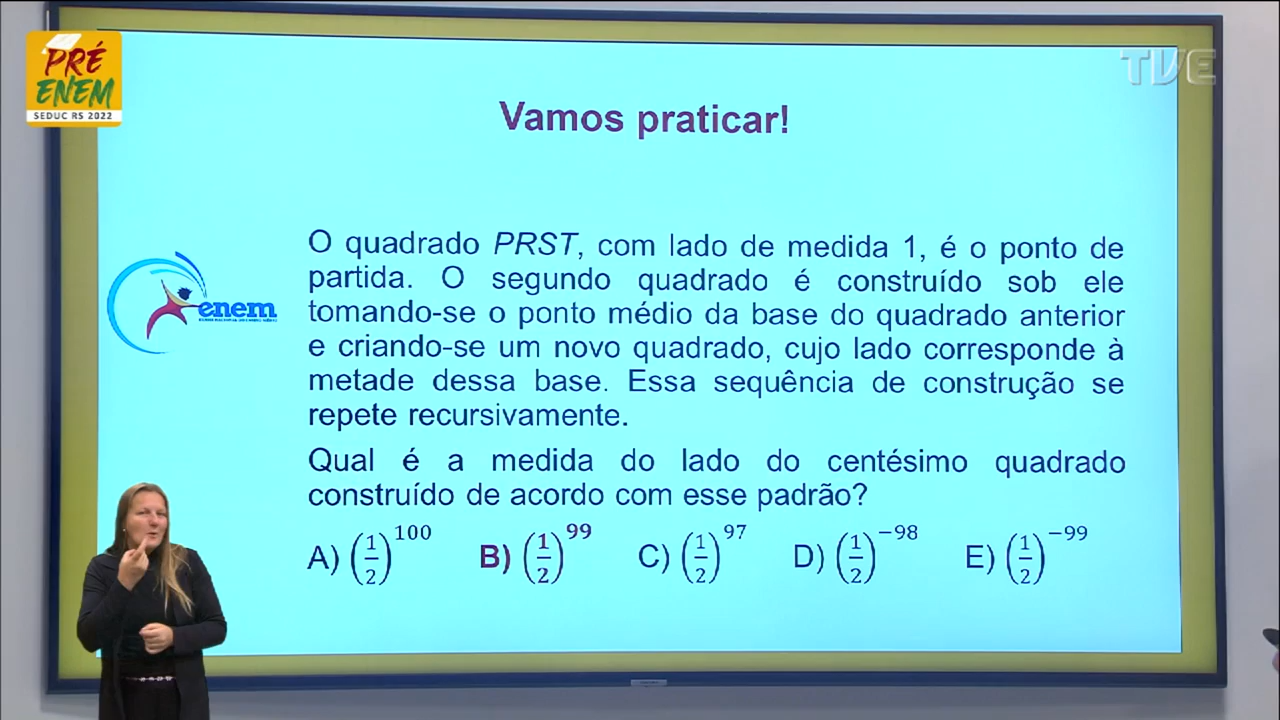 PRÉ
ENEM
SEDUC RS 2022
TVE
Vamos praticar!
O quadrado PRST, com lado de medida 1, é o ponto de
partida. O segundo quadrado é construído sob ele
tomando-se o ponto médio da base do quadrado anterior
e criando-se um novo quadrado, cujo lado corresponde à
metade dessa base. Essa sequência de construção se
repete recursivamente.
enem
Qual é a medida do lado do centésimo quadrado
construído de acordo com esse padrão?
A) (1/2)^100 B) (1/2)^99 C) (1/2)^97 D) (1/2)^-98 E) (1/2)^-99